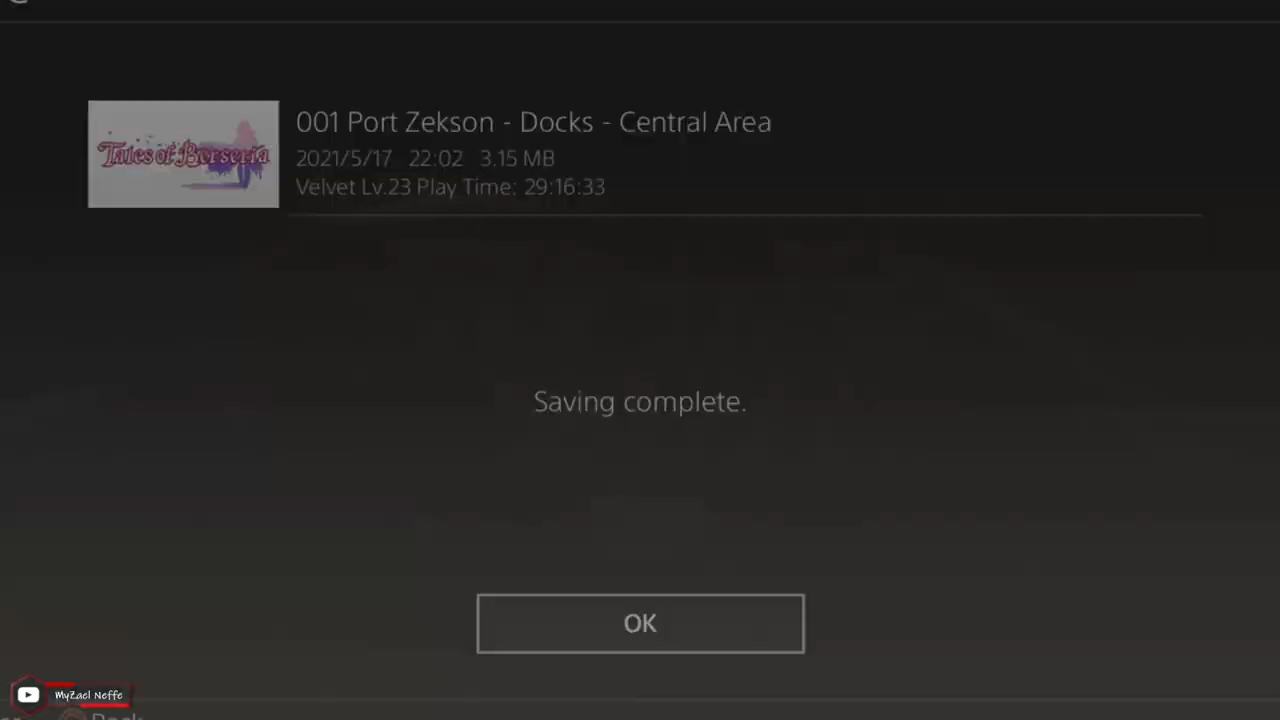 Tales of Berseria
001 Port Zekson - Docks - Central Area
2021/5/17 22:02 3.15 MB
Velvet Lv.23 Play Time: 29:16:33
Saving complete.
OK
MyZael Neffe
Back